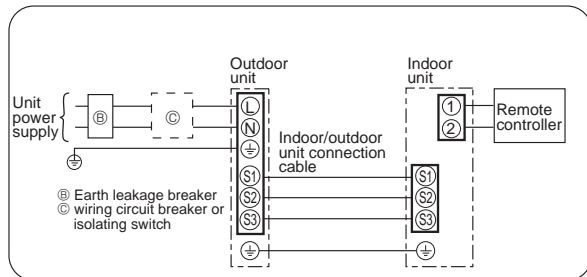 Outdoor
unit
Indoor
unit
Unit
power
supply
Ⓑ
Ⓒ
L
N
S1
S2
S3
Indoor/outdoor
unit connection
cable
1
2
Remote
controller
S1
S2
S3
Ⓑ Earth leakage breaker
Ⓒ wiring circuit breaker or
isolating switch